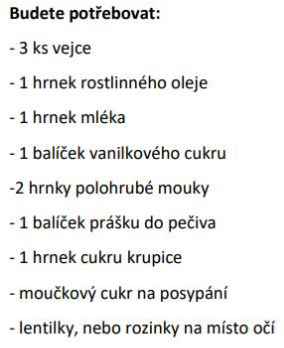 Budete potřebovat:
- 3 ks vejce
- 1 hrnek rostlinného oleje
- 1 hrnek mléka
- 1 balíček vanilkového cukru
-2 hrnky polohrubé mouky
- 1 balíček prášku do pečiva
- 1 hrnek cukru krupice
- moučkový cukr na posypání
- lentilky, nebo rozinky na místo očí